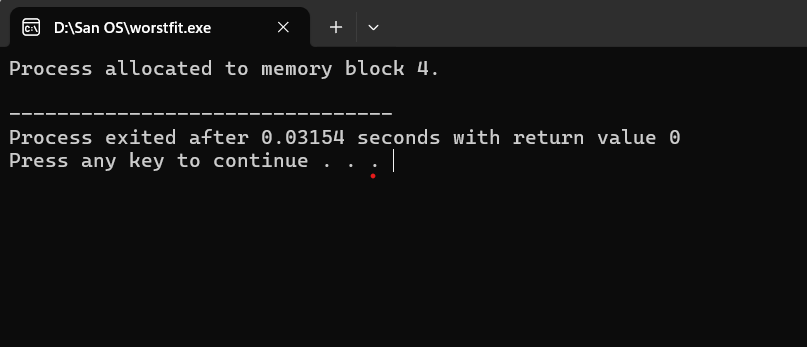 D:\San OS\worstfit.exe
Process allocated to memory block 4.
--------------------------------
Process exited after 0.03154 seconds with return value 0
Press any key to continue . . .